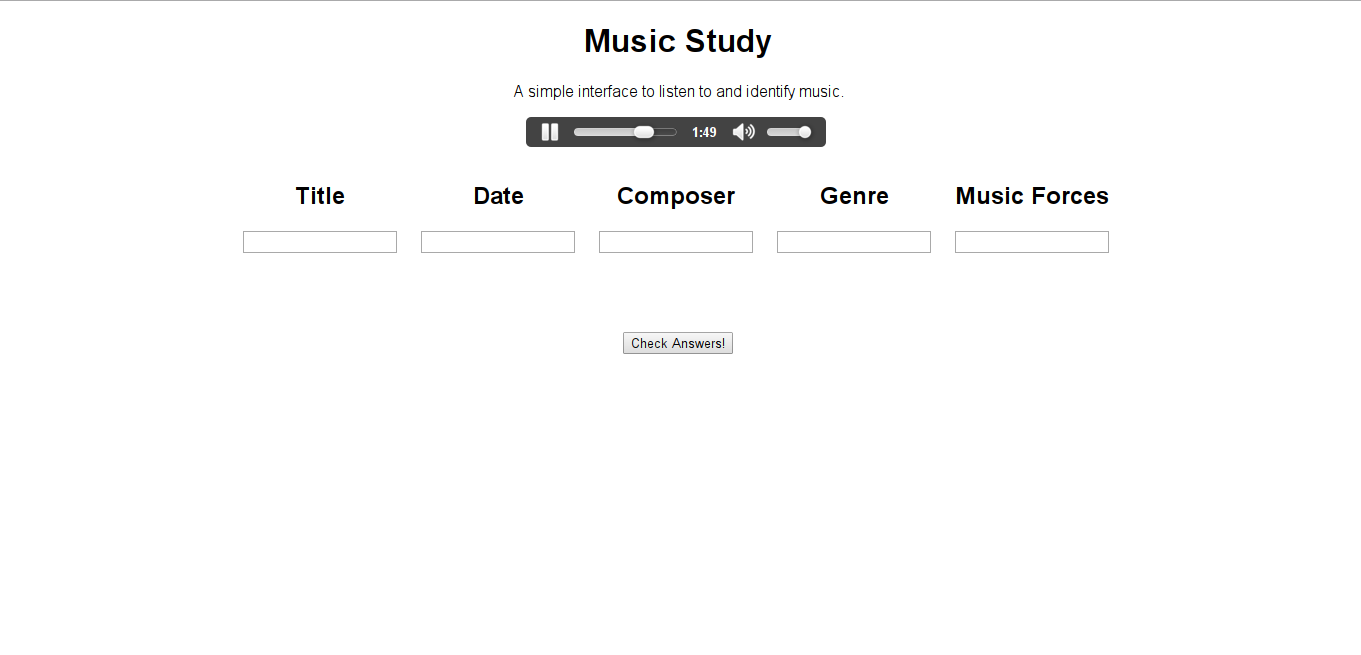 Music Study
A simple interface to listen to and identify music.
1:49
Title Date Composer Genre Music Forces
Check Answers!